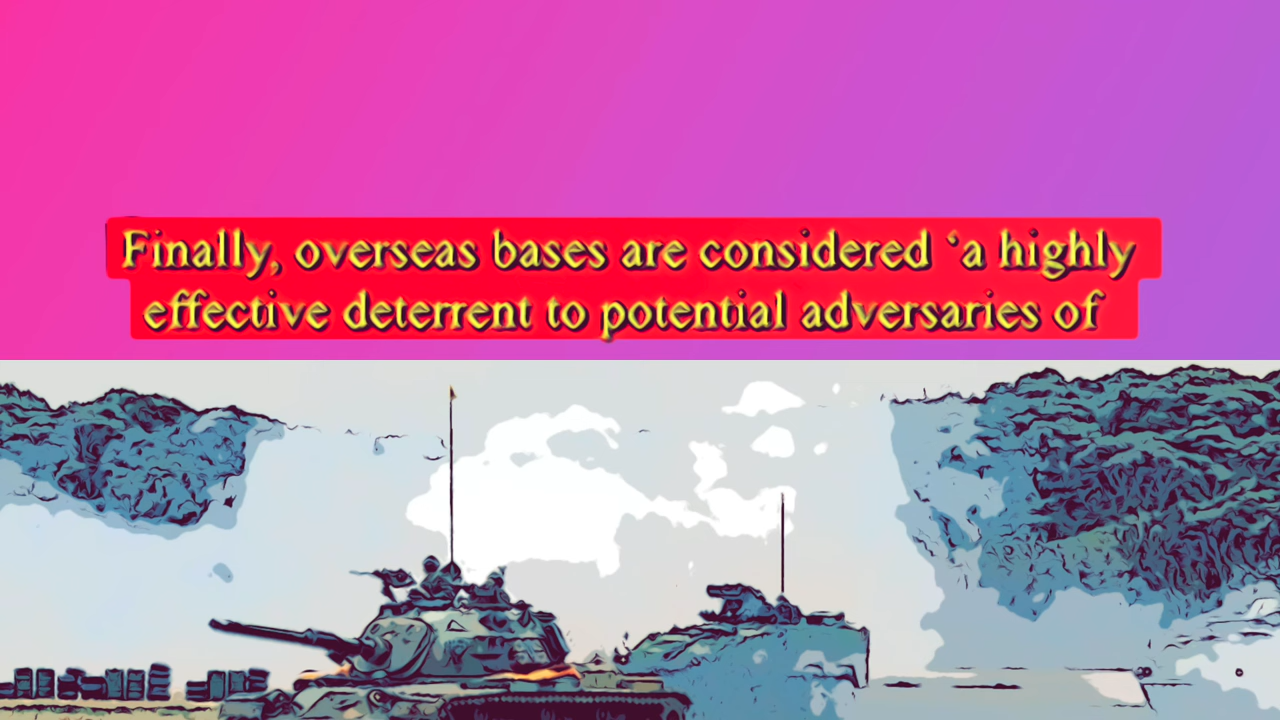 Finally, overseas bases are considered ‘a highly
effective deterrent to potential adversaries of